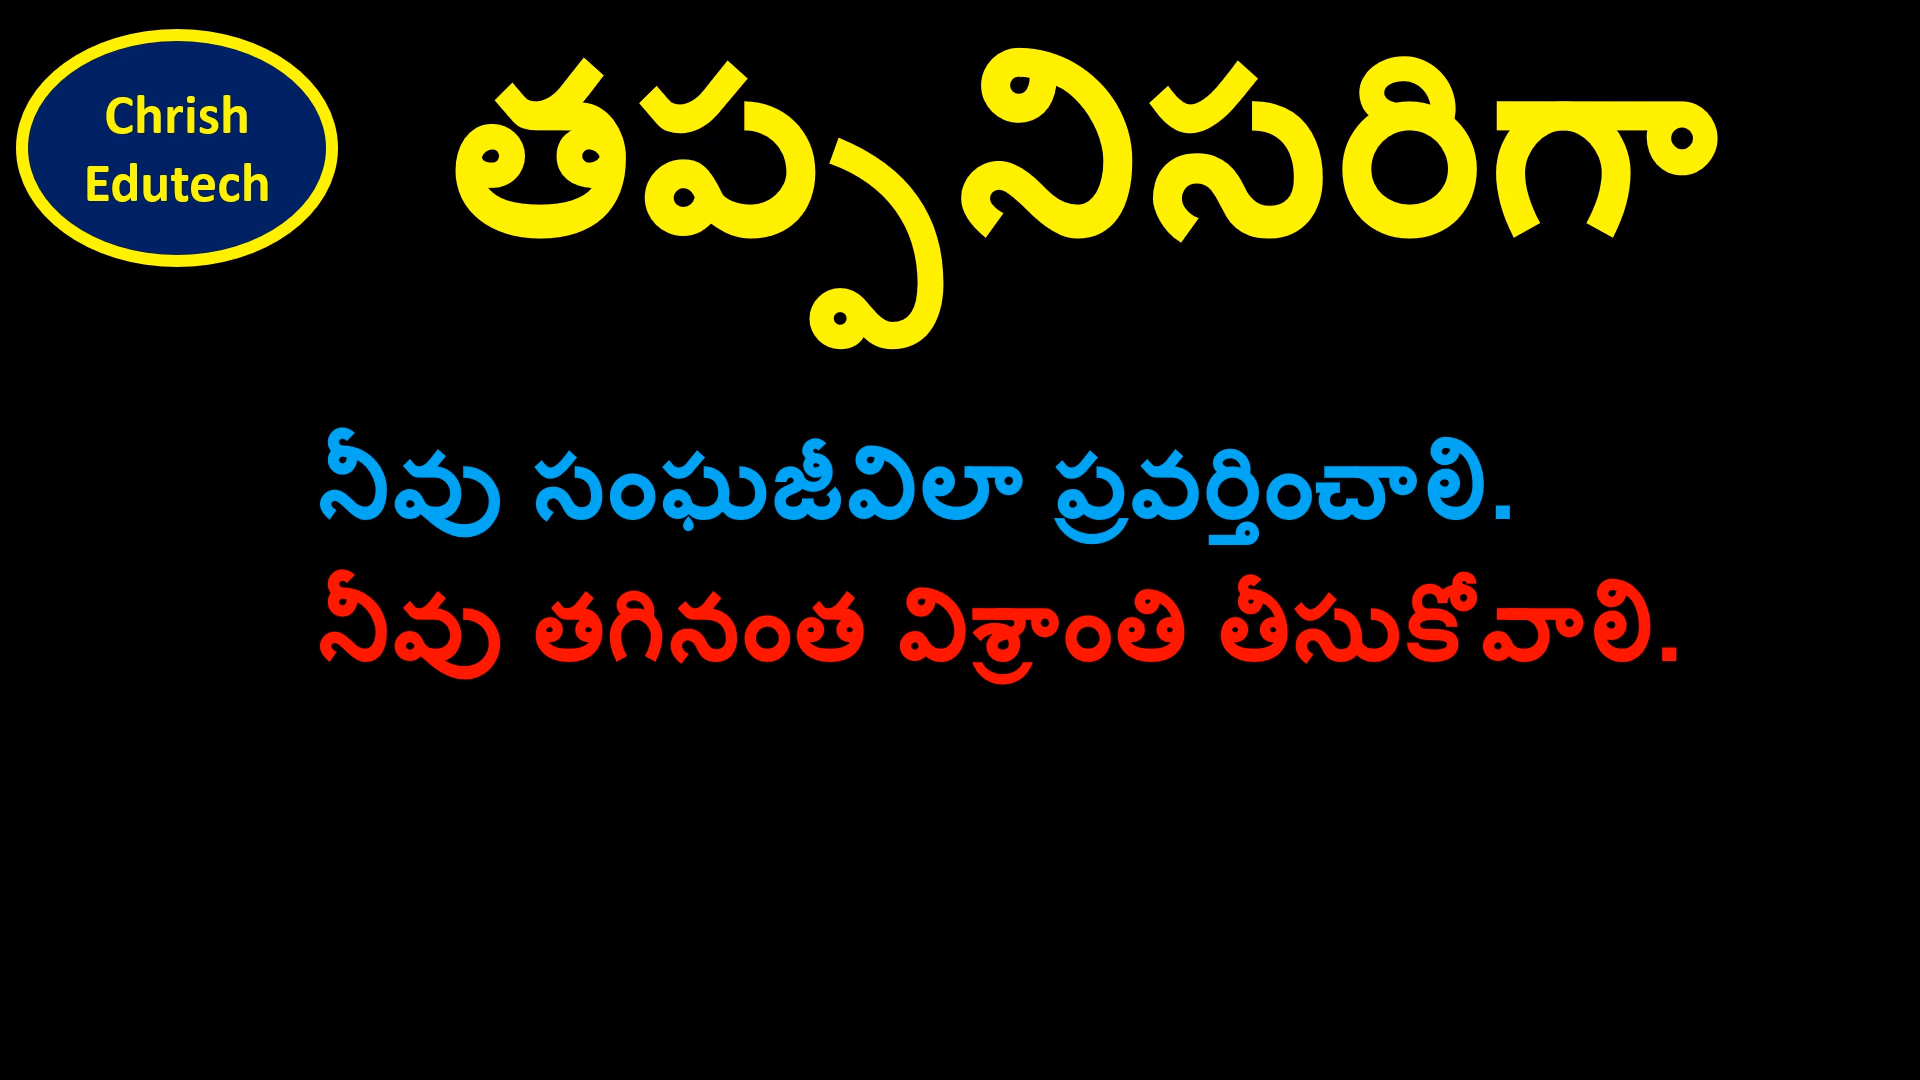 Chrish
Edutech
తప్పనిసరిగా
నీవు సంఘజీవిలా ప్రవర్తించాలి.
నీవు తగినంత విశ్రాంతి తీసుకోవాలి.